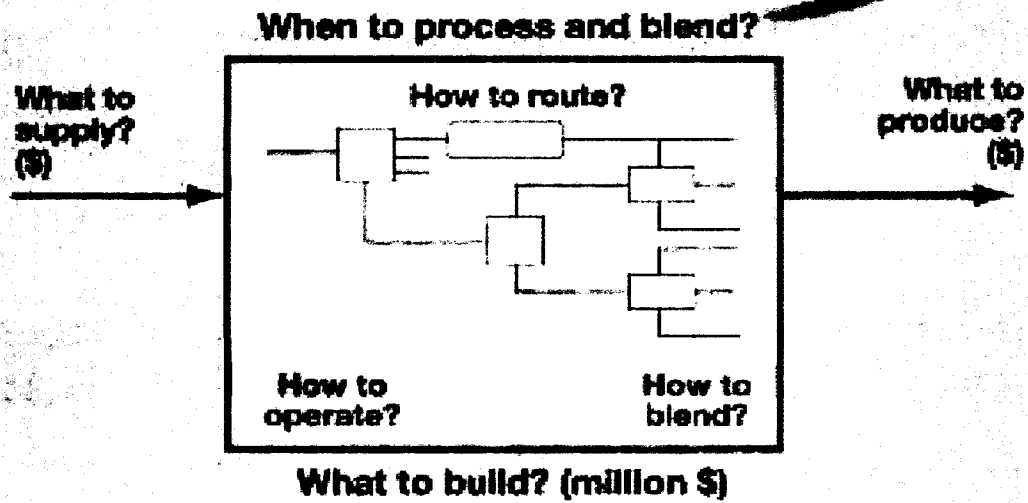 When to process and blend?
What to
supply?
($)
How to route?
What to
produce?
($)
How to
operate?
How to
blend?
What to build? (million $)